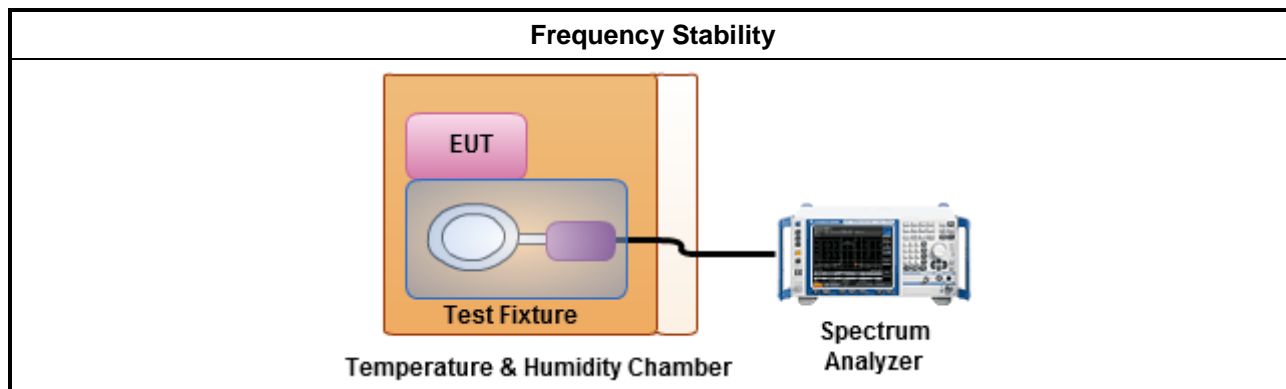 Frequency Stability
EUT
Test Fixture
Temperature & Humidity Chamber
Spectrum
Analyzer